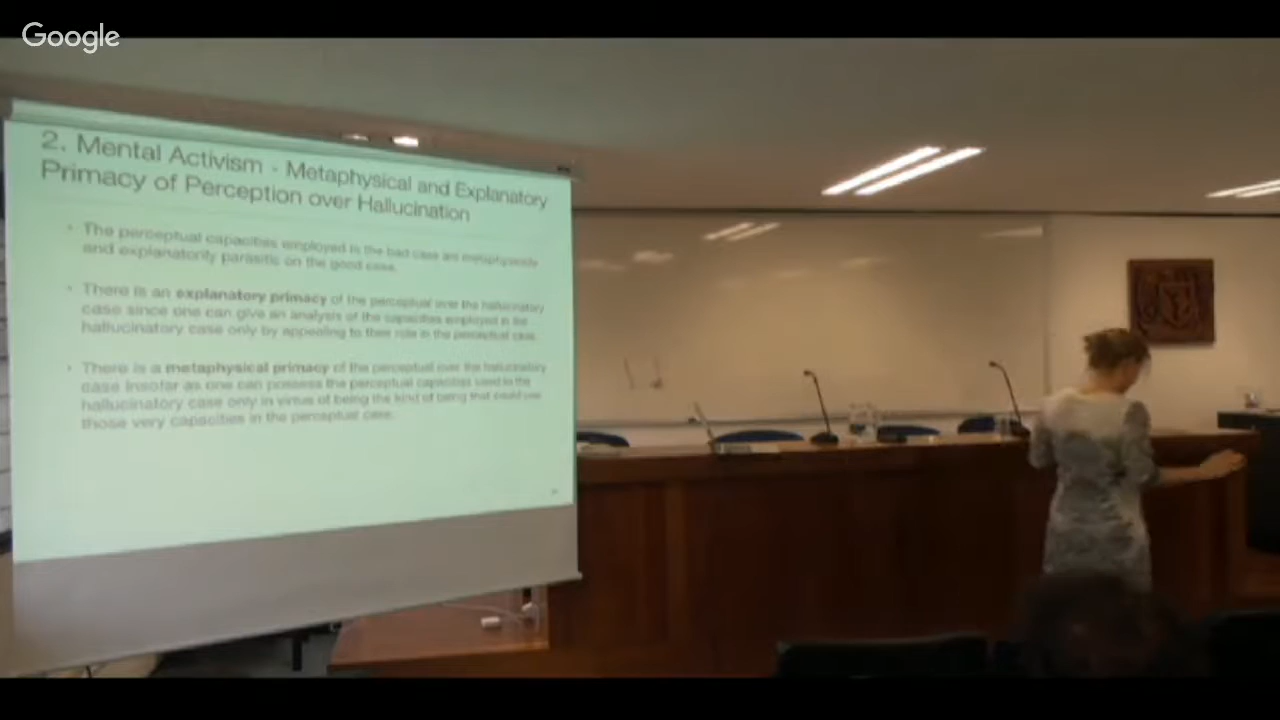 Google
2. Mental Activism - Metaphysical and Explanatory
Primacy of Perception over Hallucination
The perceptual capacities employed in the bad case are metaphysically
and explanatorily parasitic on the good case.
There is an explanatory primacy of the perceptual over the hallucinatory
case since one can give an analysis of the capacities employed in the
hallucinatory case only by appealing to their role in the perceptual case.
There is a metaphysical primacy of the perceptual over the hallucinatory
case insofar as one can possess the perceptual capacities used in the
hallucinatory case only in virtue of being the kind of being that could use
those very capacities in the perceptual case.